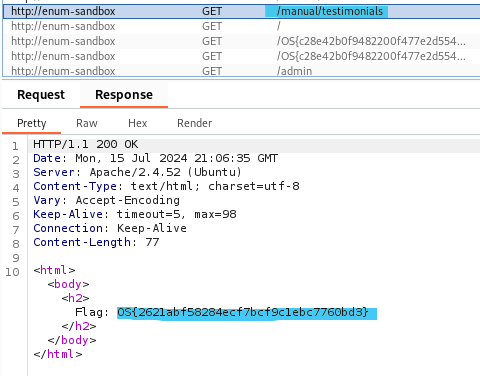 http://enum-sandbox GET /manual/testimonials
http://enum-sandbox GET /
http://enum-sandbox GET /OS{c28e42b0f9482200f477e2d554...
http://enum-sandbox GET /OS{c28e42b0f9482200f477e2d554...
http://enum-sandbox GET /admin
Request Response
Pretty Raw Hex Render
1 HTTP/1.1 200 OK
2 Date: Mon, 15 Jul 2024 21:06:35 GMT
3 Server: Apache/2.4.52 (Ubuntu)
4 Content-Type: text/html; charset=utf-8
5 Vary: Accept-Encoding
6 Keep-Alive: timeout=5, max=98
7 Connection: Keep-Alive
8 Content-Length: 77
9
10 <html>
<body>
<h2>
Flag: OS{2621abf58284ecf7bcf9c1ebc7760bd3}
</h2>
</body>
</html>